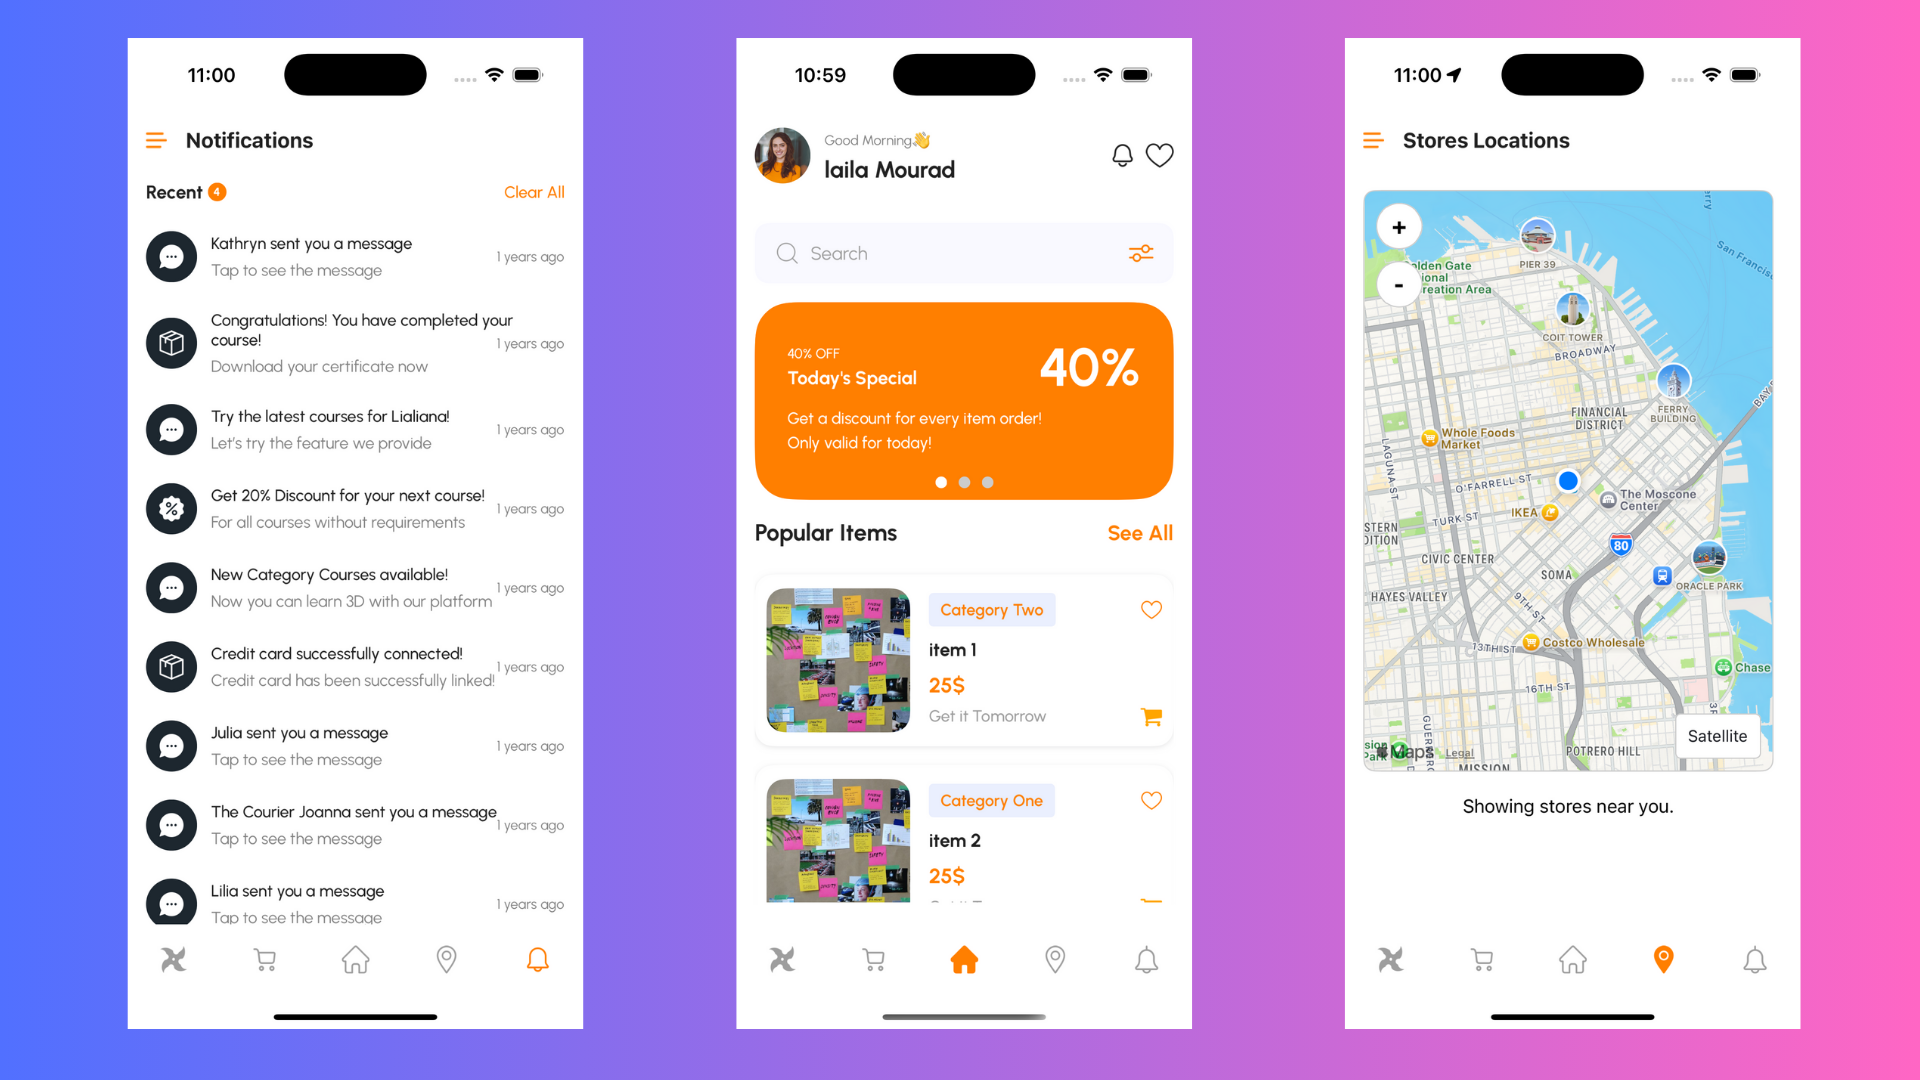 11:00
Notifications
Recent 4
Clear All
Kathryn sent you a message
Tap to see the message
1 years ago
Congratulations! You have completed your
course!
Download your certificate now
1 years ago
Try the latest courses for Lialiana!
Let's try the feature we provide
1 years ago
Get 20% Discount for your next course!
For all courses without requirements
1 years ago
New Category Courses available!
Now you can learn 3D with our platform
1 years ago
Credit card successfully connected!
Credit card has been successfully linked!
1 years ago
Julia sent you a message
Tap to see the message
1 years ago
The Courier Joanna sent you a message
Tap to see the message
1 years ago
Lilia sent you a message
Tap to see the message
1 years ago
10:59
Good Morning👋
laila Mourad
Search
40% OFF
Today's Special
40%
Get a discount for every item order!
Only valid for today!
Popular Items
See All
Category Two
item 1
25$
Get it Tomorrow
Category One
item 2
25$
11:00
Stores Locations
+
-
rry
San Francis
PIER 39
olden Gate
ional
reation Area
COIT TOWER
BROADWAY
FERRY
BUILDING
BAY
FINANCIAL
DISTRICT
Whole Foods
Market
LAGUNA ST
O'FARRELL ST
The Moscone
Center
IKEA
TURK ST
STERN
DITION
80
CIVIC CENTER
SOMA
ORACLE PARK
HAYES VALLEY
9TH ST
13TH ST
Costco Wholesale
Chase
16TH ST
GUERRERO
3R
Satellite
sion
Park
Maps
Legal
POTRERO HILL
MISSION
Showing stores near you.